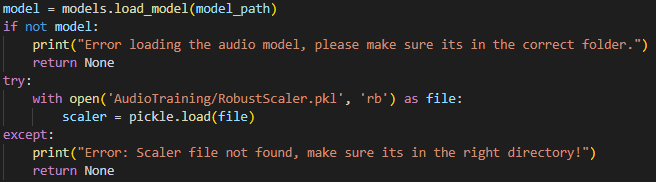 model = models.load_model(model_path)
if not model:
    print("Error loading the audio model, please make sure its in the correct folder.")
    return None
try:
    with open('AudioTraining/RobustScaler.pkl', 'rb') as file:
        scaler = pickle.load(file)
except:
    print("Error: Scaler file not found, make sure its in the right directory!")
    return None